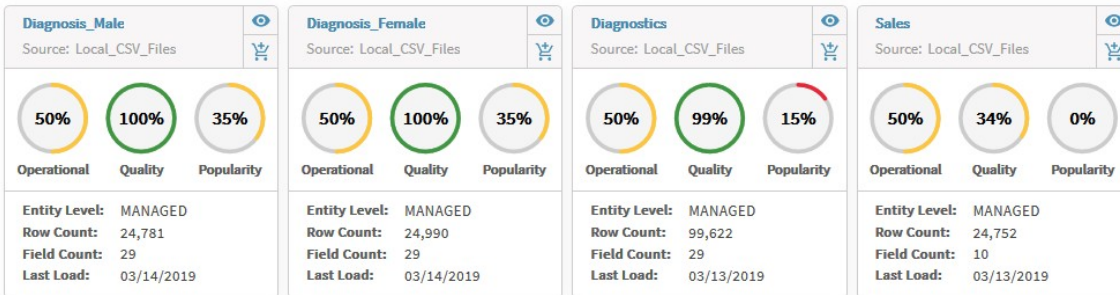 Diagnosis_Male
Source: Local_CSV_Files
50%
100%
35%
Operational
Quality
Popularity
Entity Level: MANAGED
Row Count: 24,781
Field Count: 29
Last Load: 03/14/2019
Diagnosis_Female
Source: Local_CSV_Files
50%
100%
35%
Operational
Quality
Popularity
Entity Level: MANAGED
Row Count: 24,990
Field Count: 29
Last Load: 03/14/2019
Diagnostics
Source: Local_CSV_Files
50%
99%
15%
Operational
Quality
Popularity
Entity Level: MANAGED
Row Count: 99,622
Field Count: 29
Last Load: 03/13/2019
Sales
Source: Local_CSV_Files
50%
34%
0%
Operational
Quality
Popularity
Entity Level: MANAGED
Row Count: 24,752
Field Count: 10
Last Load: 03/13/2019